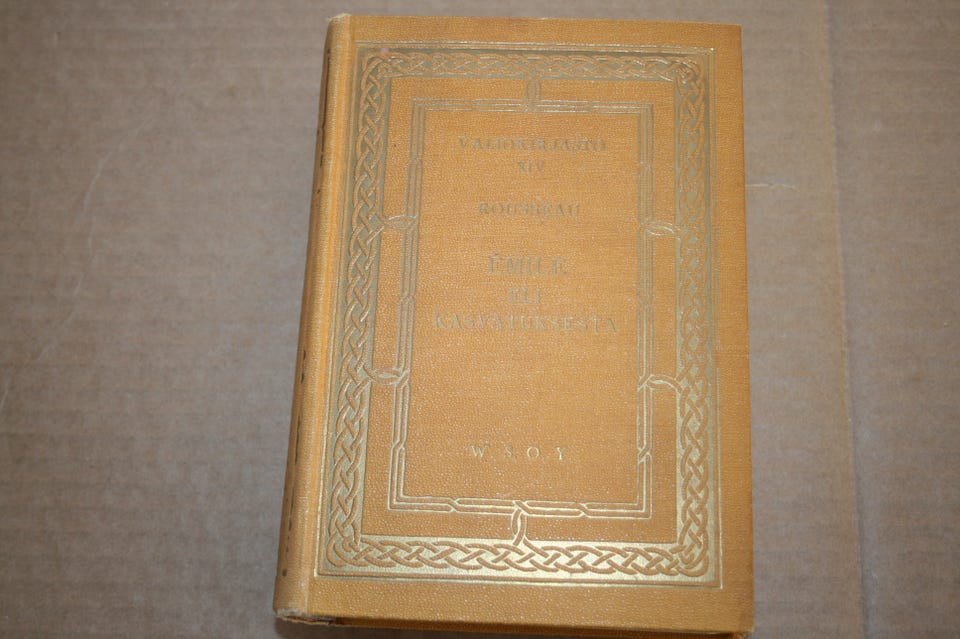 VALIOKIRJASTO
XIV
ROUSSEAU
ÉMILE
ELI
KASVATUKSESTA
W. S. O. Y.